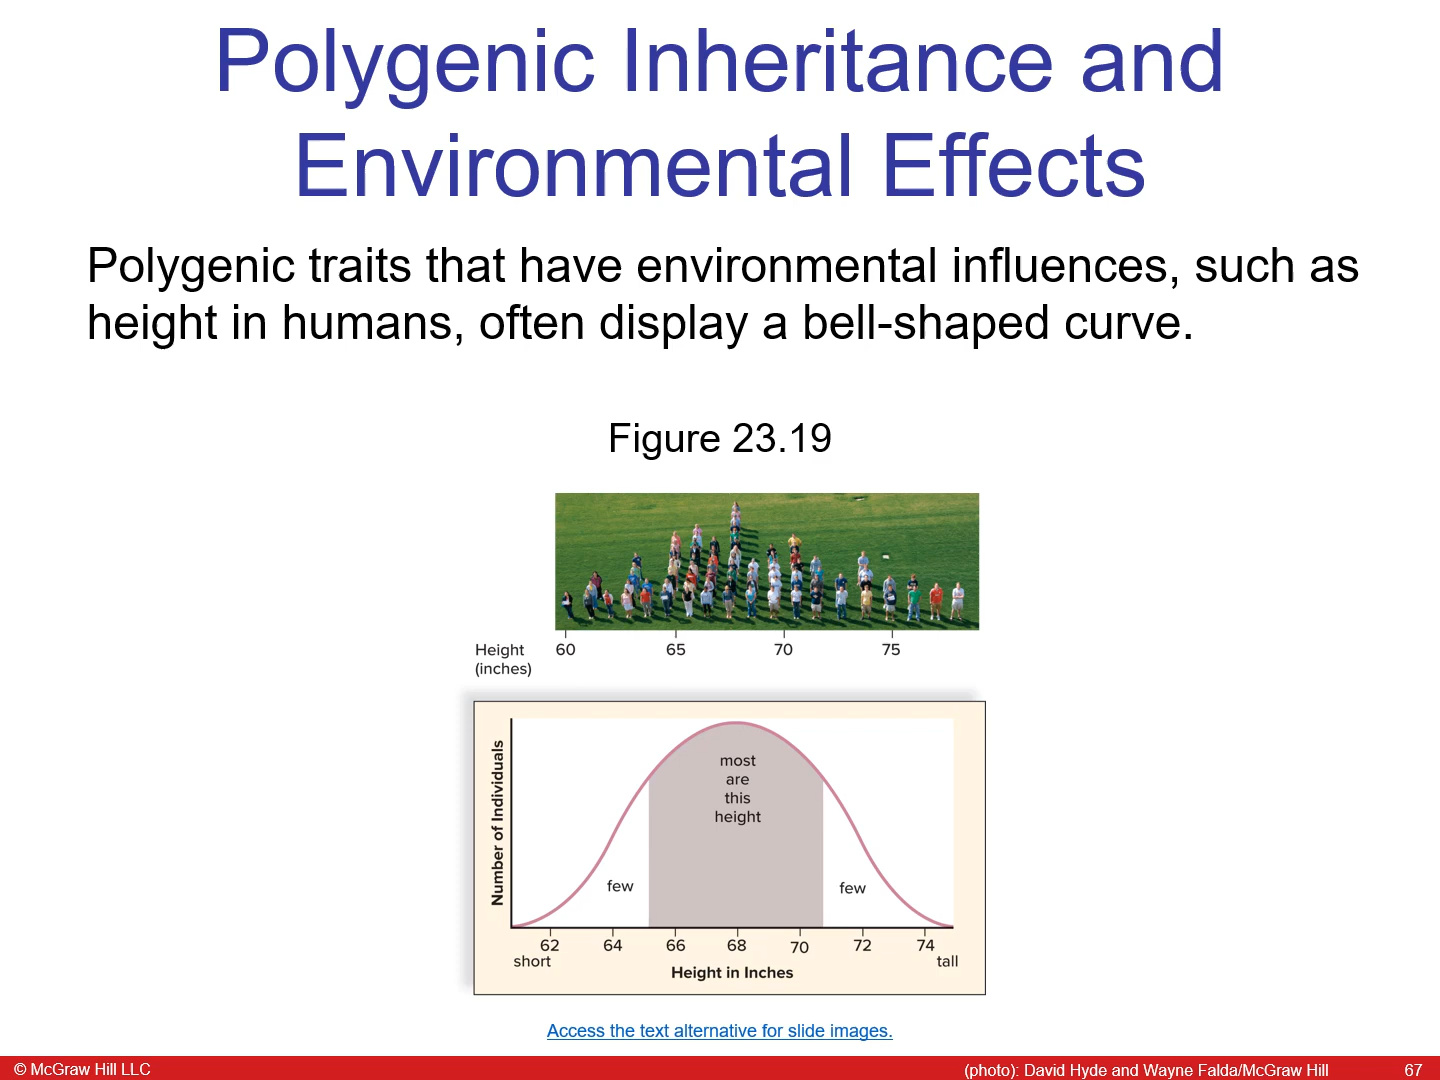 Polygenic Inheritance and
Environmental Effects
Polygenic traits that have environmental influences, such as
height in humans, often display a bell-shaped curve.
Figure 23.19
Height
(inches)
60 65 70 75
Number of Individuals
most
are
this
height
few few
62 64 66 68 70 72 74
short tall
Height in Inches
Access the text alternative for slide images.
© McGraw Hill LLC (photo): David Hyde and Wayne Falda/McGraw Hill 67